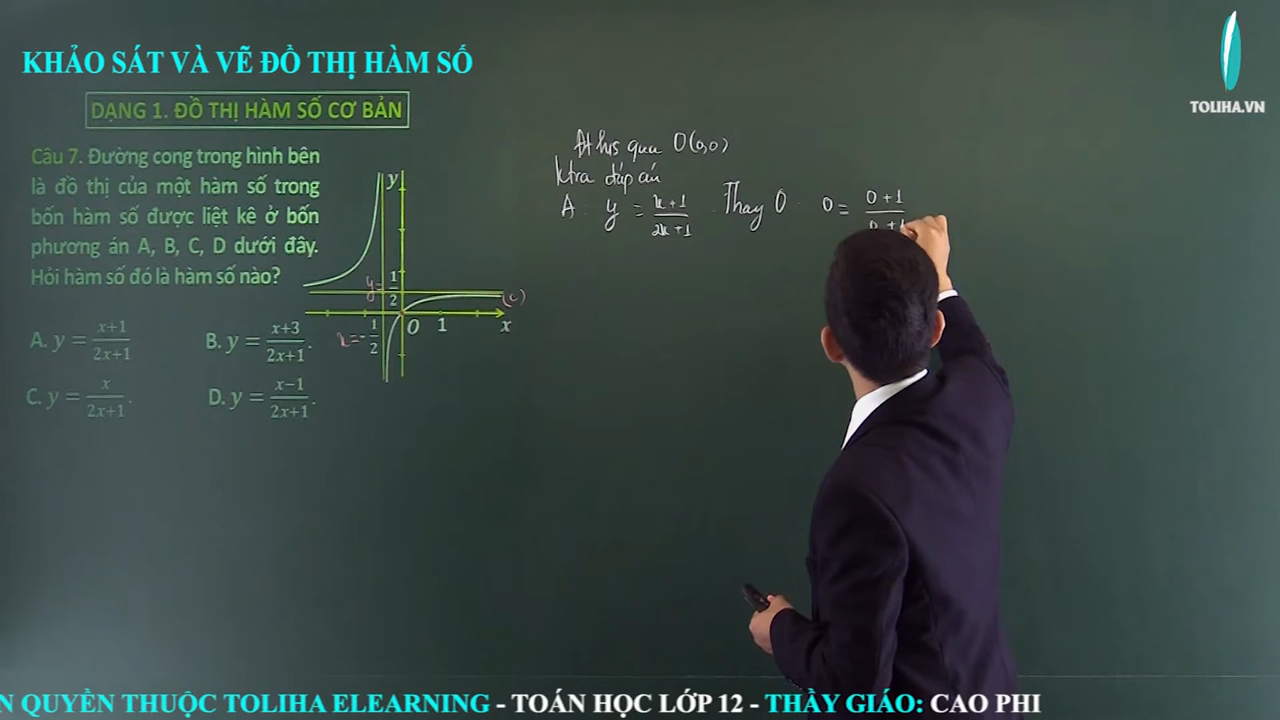 KHẢO SÁT VÀ VẼ ĐỒ THỊ HÀM SỐ
TOLIHA.VN
DẠNG 1. ĐỒ THỊ HÀM SỐ CƠ BẢN
Câu 7. Đường cong trong hình bên
là đồ thị của một hàm số trong
bốn hàm số được liệt kê ở bốn
phương án A, B, C, D dưới đây.
Hỏi hàm số đó là hàm số nào?
A. y = x+1/2x+1
B. y = x+3/2x+1.
C. y = x/2x+1.
D. y = x−1/2x+1.
y
y = 1/2
(C)
x = -1/2
O 1 x
Đt hs qua O(0,0)
ktra đáp án
A: y = x+1/2x+1 Thay O 0 = 0+1/0+1
N QUYỀN THUỘC TOLIHA ELEARNING - TOÁN HỌC LỚP 12 - THẦY GIÁO: CAO PHI